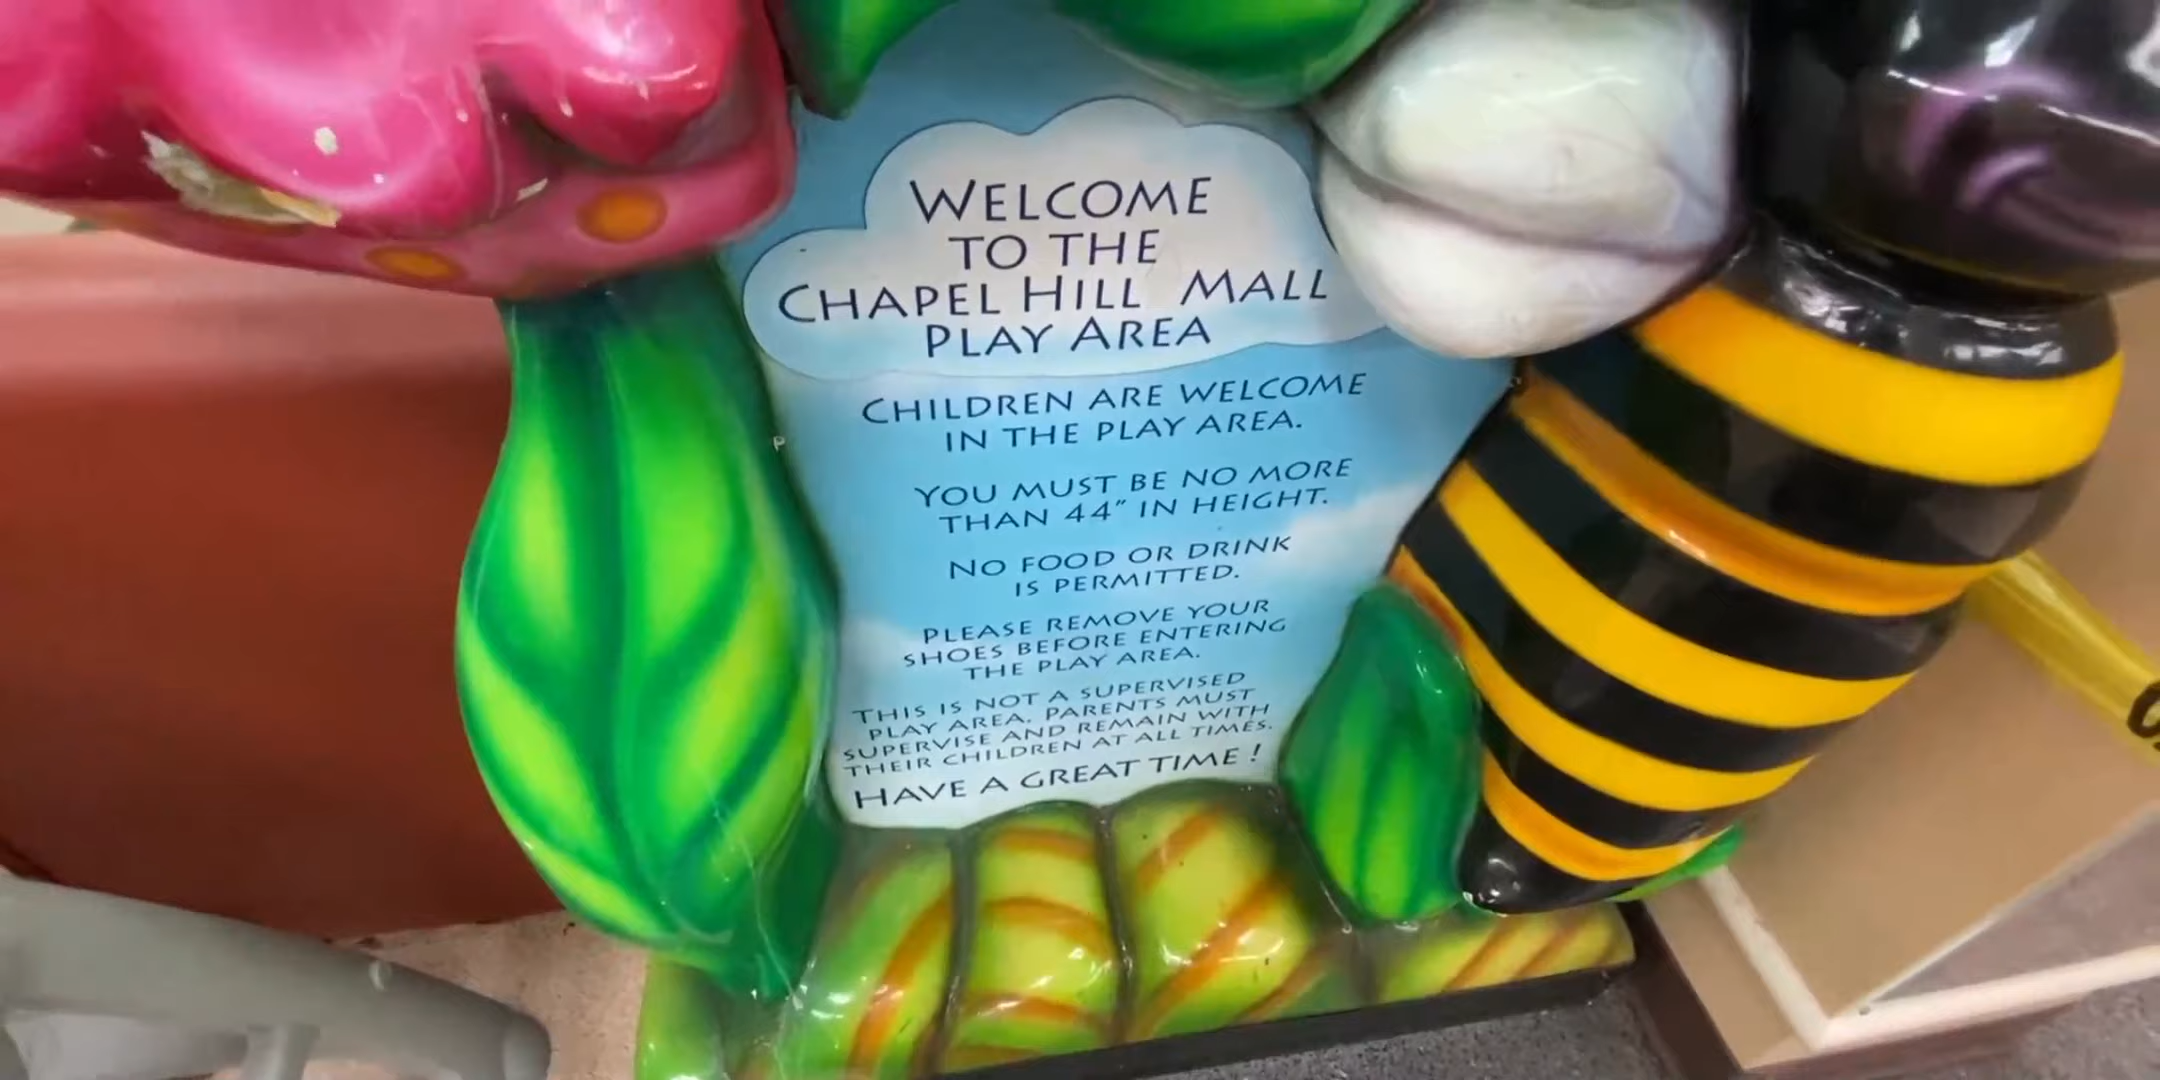 WELCOME
TO THE
CHAPEL HILL MALL
PLAY AREA
CHILDREN ARE WELCOME
IN THE PLAY AREA.
YOU MUST BE NO MORE
THAN 44" IN HEIGHT.
NO FOOD OR DRINK
IS PERMITTED.
PLEASE REMOVE YOUR
SHOES BEFORE ENTERING
THE PLAY AREA.
THIS IS NOT A SUPERVISED
PLAY AREA. PARENTS MUST
SUPERVISE AND REMAIN WITH
THEIR CHILDREN AT ALL TIMES.
HAVE A GREAT TIME!